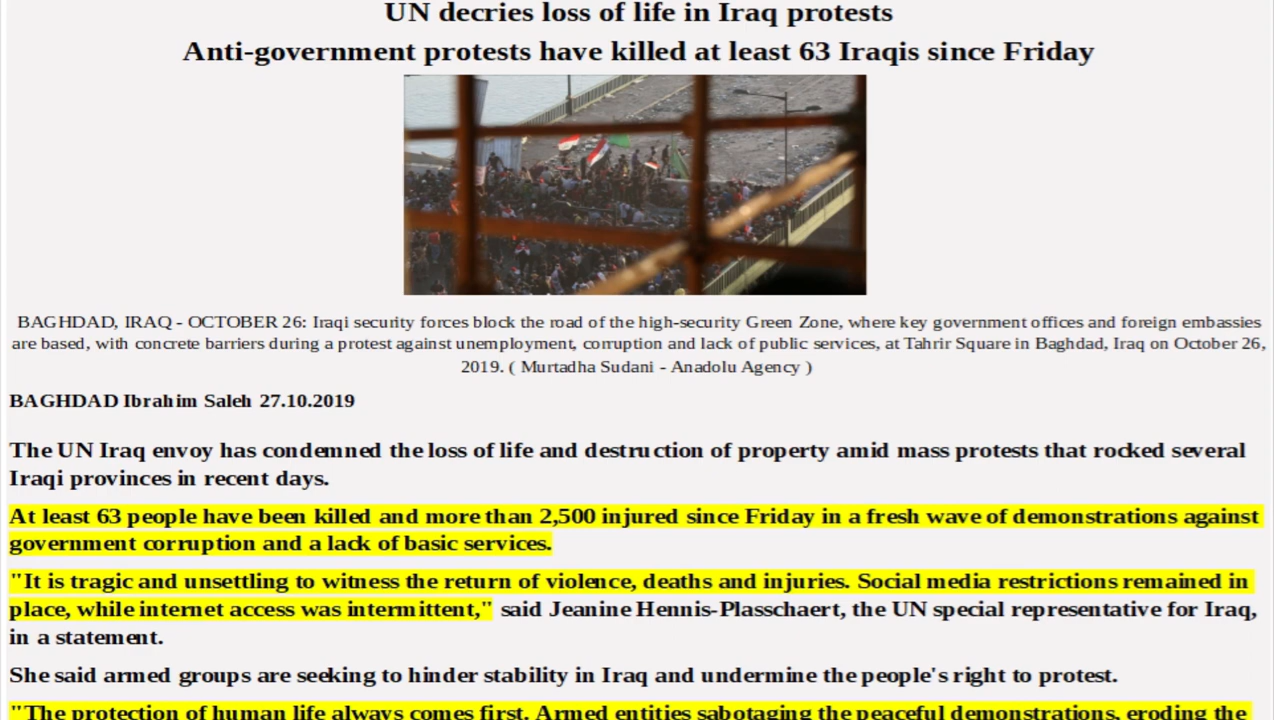 UN decries loss of life in Iraq protests
Anti-government protests have killed at least 63 Iraqis since Friday
BAGHDAD, IRAQ - OCTOBER 26: Iraqi security forces block the road of the high-security Green Zone, where key government offices and foreign embassies
are based, with concrete barriers during a protest against unemployment, corruption and lack of public services, at Tahrir Square in Baghdad, Iraq on October 26,
2019. ( Murtadha Sudani - Anadolu Agency )
BAGHDAD Ibrahim Saleh 27.10.2019
The UN Iraq envoy has condemned the loss of life and destruction of property amid mass protests that rocked several
Iraqi provinces in recent days.
At least 63 people have been killed and more than 2,500 injured since Friday in a fresh wave of demonstrations against
government corruption and a lack of basic services.
"It is tragic and unsettling to witness the return of violence, deaths and injuries. Social media restrictions remained in
place, while internet access was intermittent," said Jeanine Hennis-Plasschaert, the UN special representative for Iraq,
in a statement.
She said armed groups are seeking to hinder stability in Iraq and undermine the people's right to protest.
"The protection of human life always comes first. Armed entities sabotaging the peaceful demonstrations, eroding the